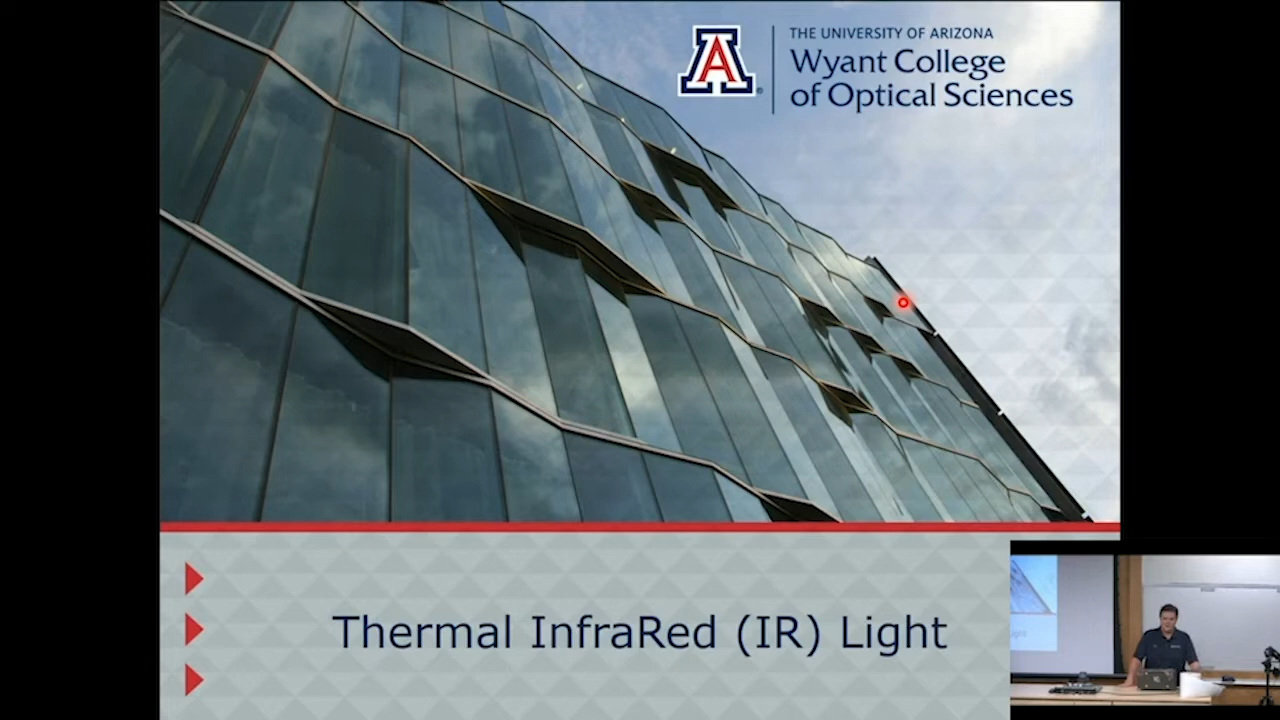 THE UNIVERSITY OF ARIZONA
Wyant College
of Optical Sciences
Thermal InfraRed (IR) Light